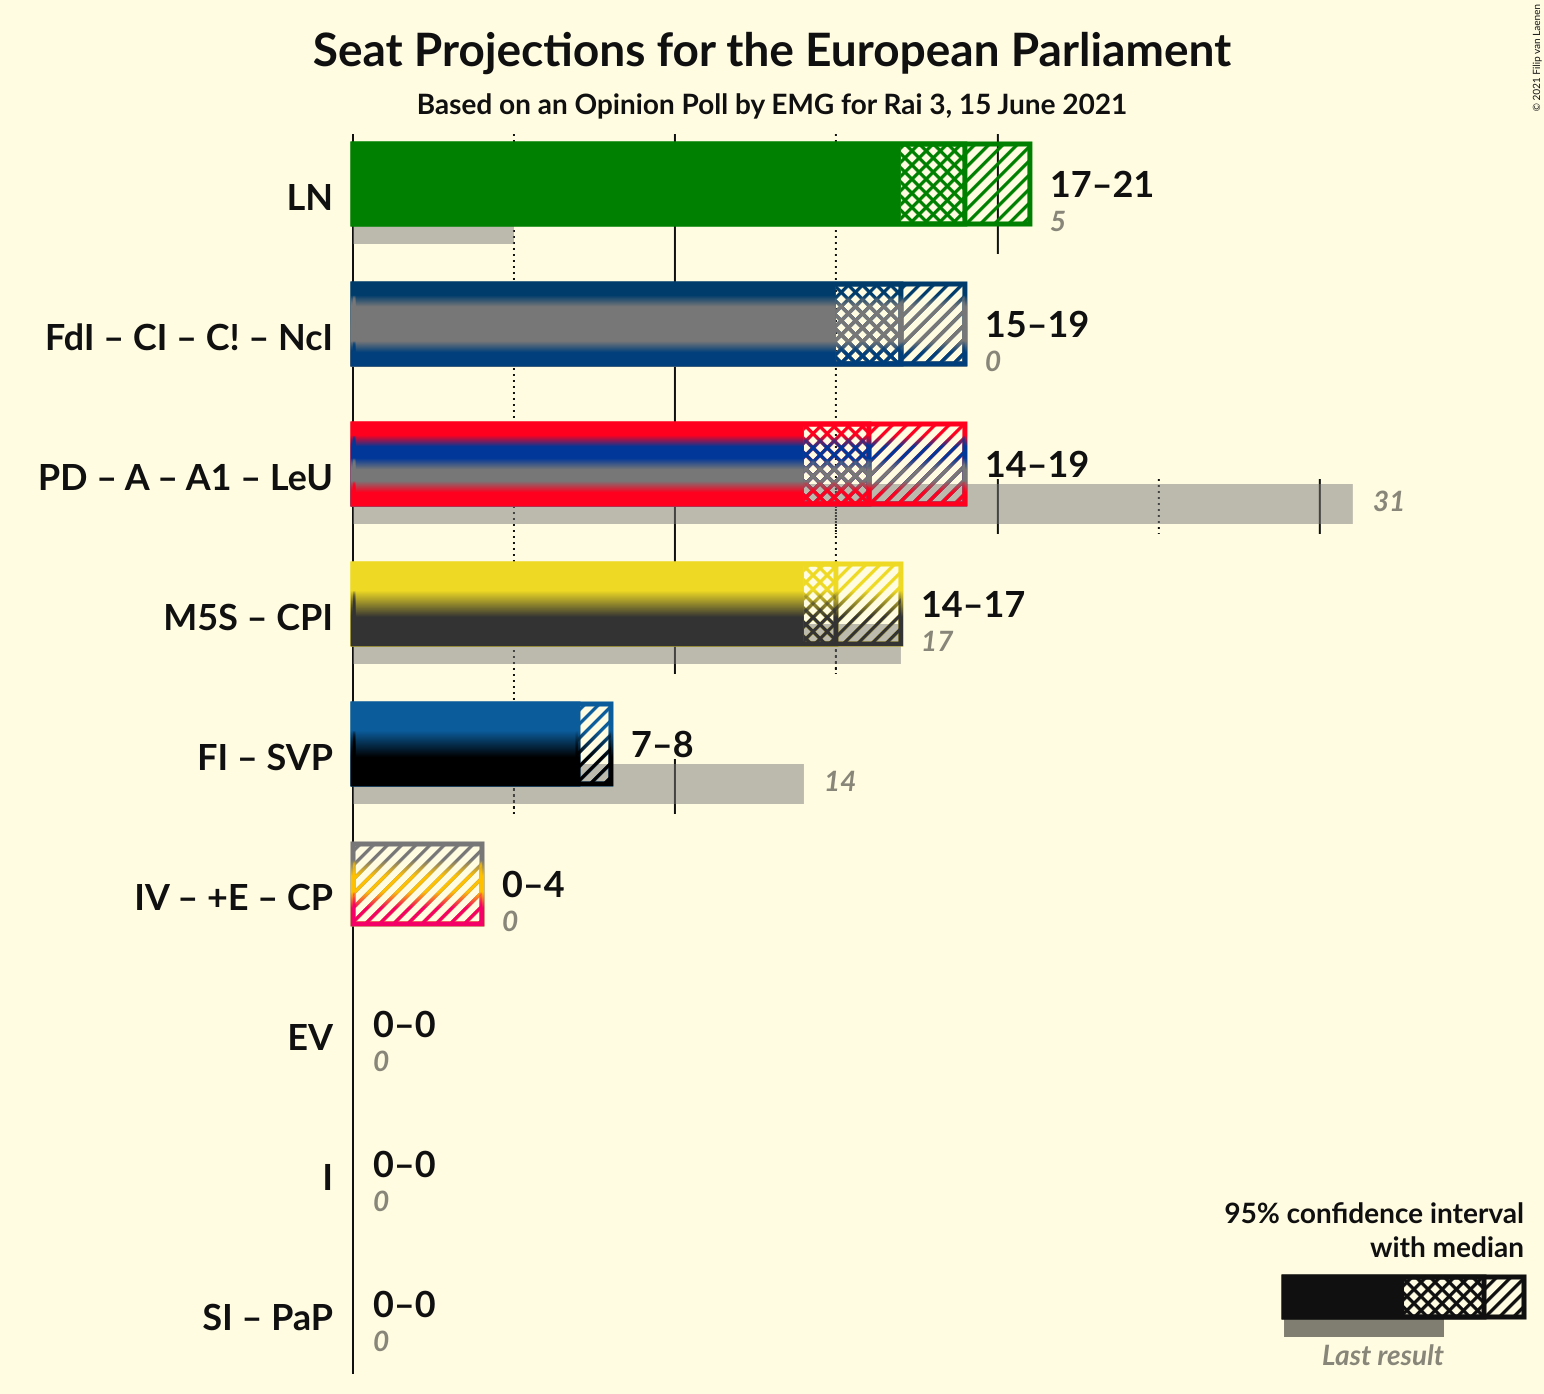 Seat Projections for the European Parliament
Based on an Opinion Poll by EMG for Rai 3, 15 June 2021
© 2021 Filip van Laenen
LN
17–21
5
FdI – CI – C! – NcI
15–19
0
PD – A – A1 – LeU
14–19
31
M5S – CPI
14–17
17
FI – SVP
7–8
14
IV – +E – CP
0–4
0
EV
0–0
0
I
0–0
0
SI – PaP
0–0
0
95% confidence interval
with median
Last result